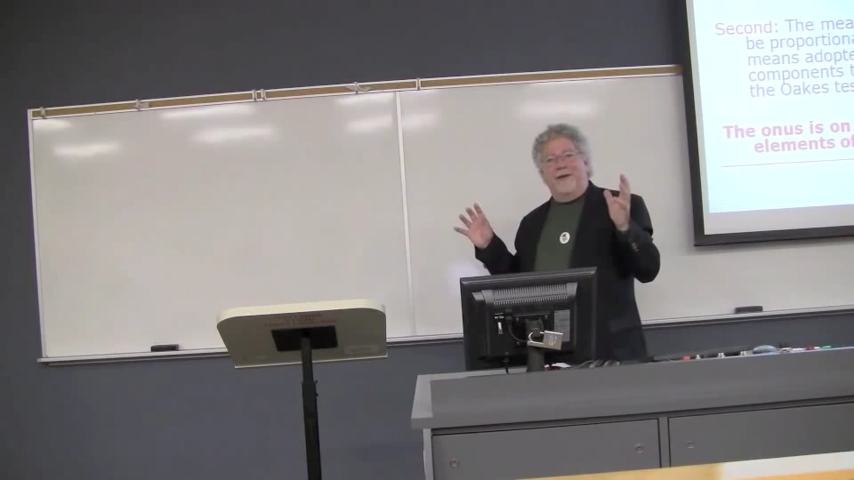 Second: The mea
be proportiona
means adopte
components t
the Oakes tes
The onus is on
elements of